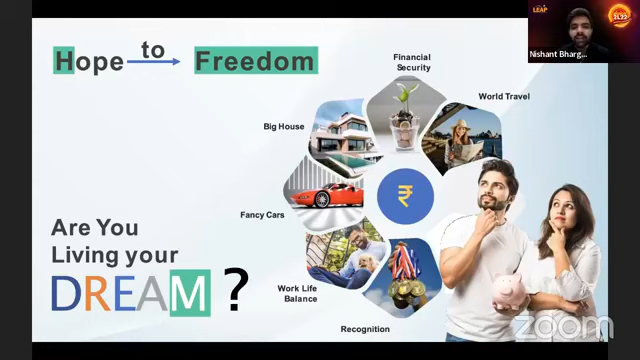 Hope to Freedom
Are You
Living your
DREAM ?
Financial
Security
World Travel
Big House
Fancy Cars
₹
Work Life
Balance
Recognition
LEAP
2L22
Nishant Bharg...
zoom